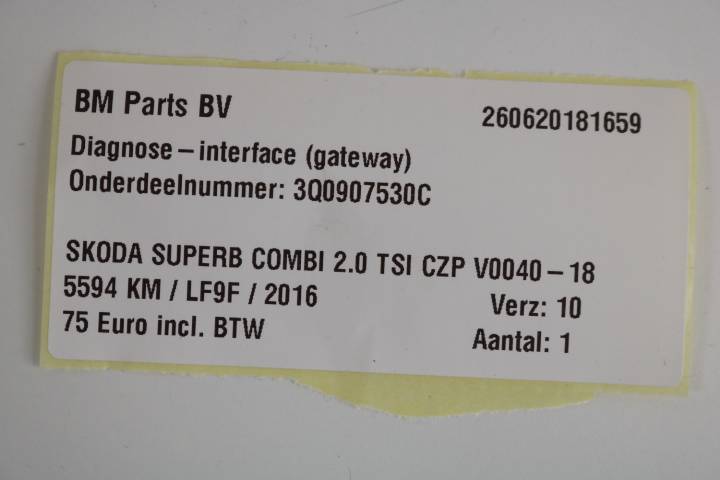 BM Parts BV 260620181659
Diagnose-interface (gateway)
Onderdeelnummer: 3Q0907530C
SKODA SUPERB COMBI 2.0 TSI CZP V0040-18
5594 KM / LF9F / 2016 Verz: 10
75 Euro incl. BTW Aantal: 1